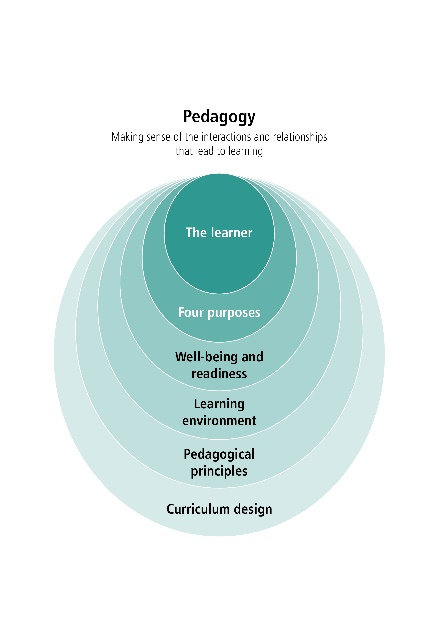 Pedagogy
Making sense of the interactions and relationships
that lead to learning
The learner
Four purposes
Well-being and
readiness
Learning
environment
Pedagogical
principles
Curriculum design